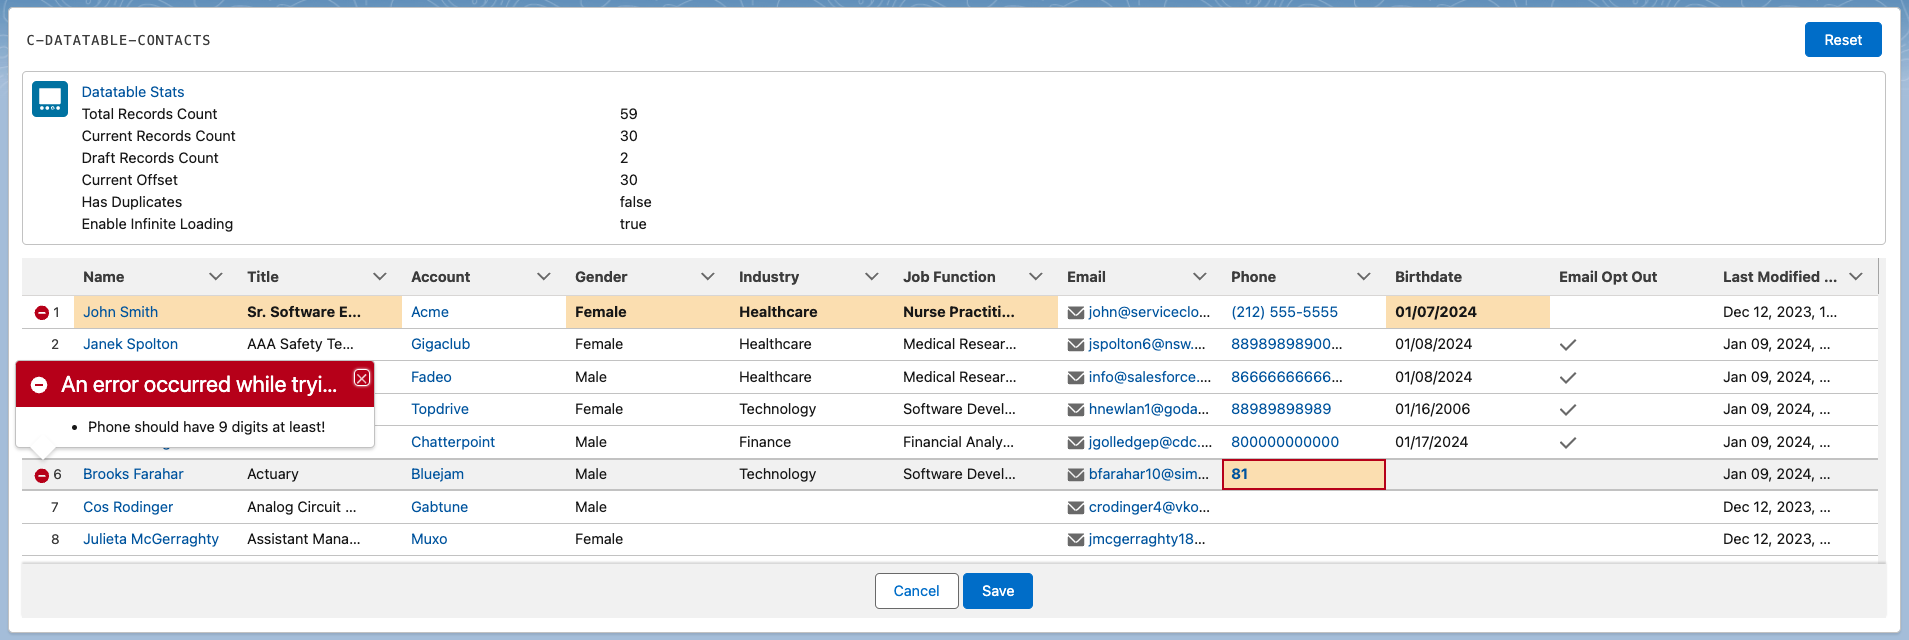 C-DATATABLE-CONTACTS
Reset
Datatable Stats
Total Records Count 59
Current Records Count 30
Draft Records Count 2
Current Offset 30
Has Duplicates false
Enable Infinite Loading true
Name Title Account Gender Industry Job Function Email Phone Birthdate Email Opt Out Last Modified ...
1 John Smith Sr. Software E... Acme Female Healthcare Nurse Practiti... john@serviceclo... (212) 555-5555 01/07/2024 Dec 12, 2023, 1...
2 Janek Spolton AAA Safety Te... Gigaclub Female Healthcare Medical Resear... jspolton6@nsw.... 88989898900... 01/08/2024 Jan 09, 2024, ...
An error occurred while tryi...
Phone should have 9 digits at least!
Fadeo Male Healthcare Medical Resear... info@salesforce.... 86666666666... 01/08/2024 Jan 09, 2024, ...
Topdrive Female Technology Software Devel... hnewlan1@goda... 88989898989 01/16/2006 Jan 09, 2024, ...
Chatterpoint Male Finance Financial Analy... jgolledgep@cdc.... 800000000000 01/17/2024 Jan 09, 2024, ...
6 Brooks Farahar Actuary Bluejam Male Technology Software Devel... bfarahar10@sim... 81 Jan 09, 2024, ...
7 Cos Rodinger Analog Circuit ... Gabtune Male crodinger4@vko... Dec 12, 2023, ...
8 Julieta McGerraghty Assistant Mana... Muxo Female jmcgerraghty18... Dec 12, 2023, ...
Cancel Save